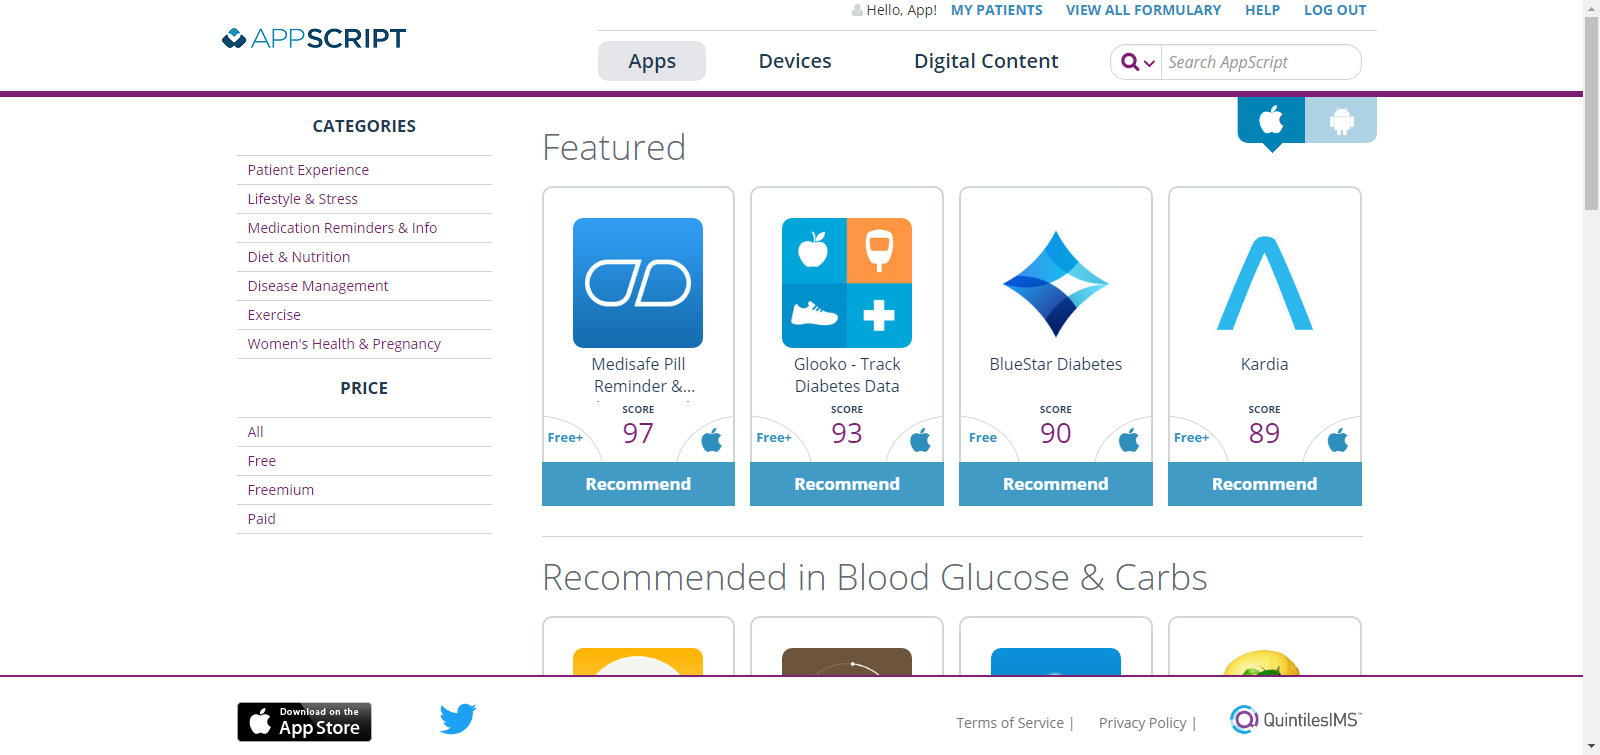 Hello, App! MY PATIENTS VIEW ALL FORMULARY HELP LOG OUT
APPSCRIPT
Apps Devices Digital Content Search AppScript
CATEGORIES
Patient Experience
Lifestyle & Stress
Medication Reminders & Info
Diet & Nutrition
Disease Management
Exercise
Women's Health & Pregnancy
PRICE
All
Free
Freemium
Paid
Featured
Medisafe Pill
Reminder &...
SCORE
Free+ 97
Recommend
Glooko - Track
Diabetes Data
SCORE
Free+ 93
Recommend
BlueStar Diabetes
SCORE
Free 90
Recommend
Kardia
SCORE
Free+ 89
Recommend
Recommended in Blood Glucose & Carbs
Download on the
App Store
Terms of Service | Privacy Policy | QuintilesIMS™